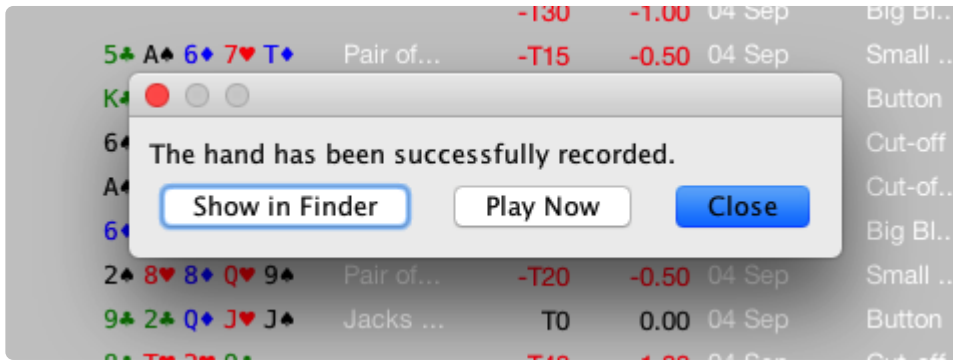 -T30 -1.00 04 Sep Big Bl..
5♣ A♠ 6♦ 7♥ T♦ Pair of... -T15 -0.50 04 Sep Small ..
K♣ Button
6♠ Cut-off
The hand has been successfully recorded.
A♠ Cut-of..
Show in Finder Play Now Close
6♦ Big Bl..
2♠ 8♥ 8♦ Q♥ 9♠ Pair of... -T20 -0.50 04 Sep Small ..
9♣ 2♣ Q♦ J♥ J♠ Jacks ... T0 0.00 04 Sep Button